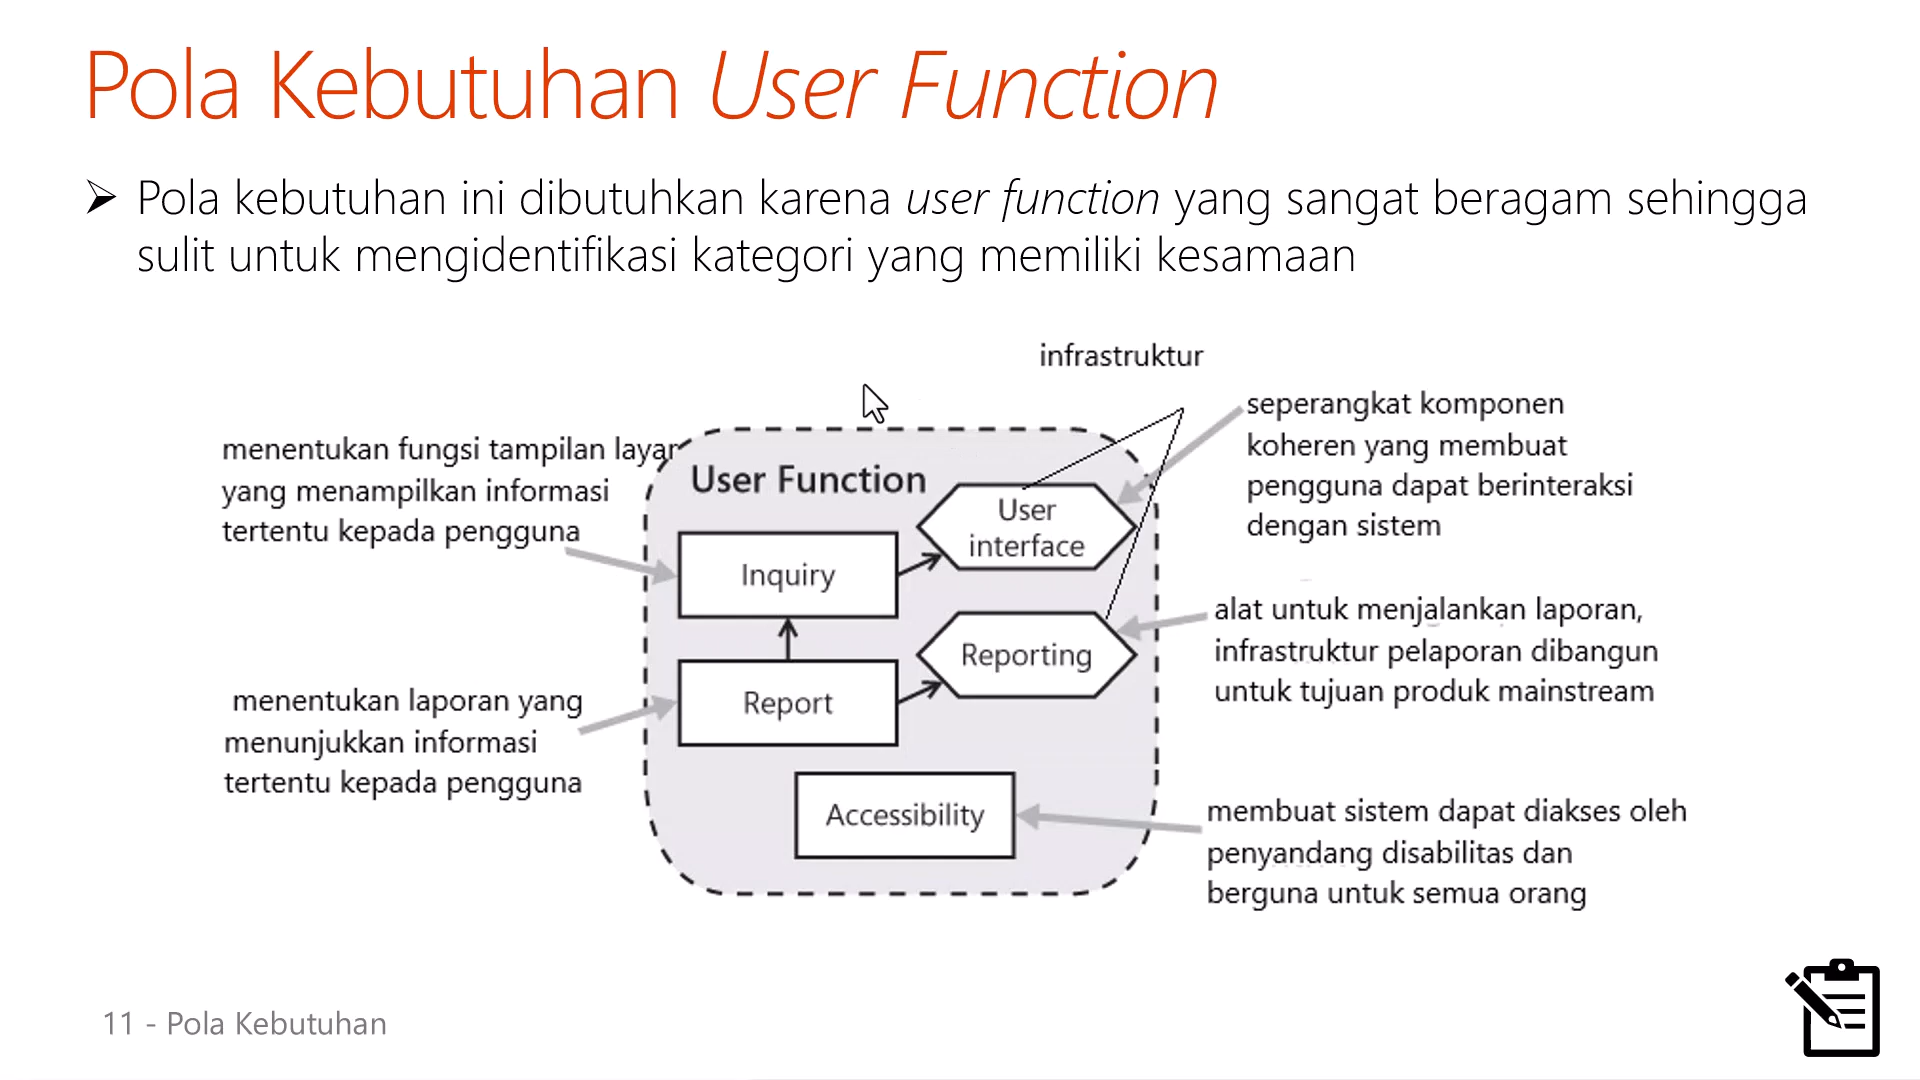 Pola Kebutuhan User Function
Pola kebutuhan ini dibutuhkan karena user function yang sangat beragam sehingga
sulit untuk mengidentifikasi kategori yang memiliki kesamaan
infrastruktur
menentukan fungsi tampilan layar
yang menampilkan informasi
tertentu kepada pengguna
seperangkat komponen
koheren yang membuat
pengguna dapat berinteraksi
dengan sistem
User Function
User
interface
Inquiry
Reporting
Report
Accessibility
alat untuk menjalankan laporan,
infrastruktur pelaporan dibangun
untuk tujuan produk mainstream
menentukan laporan yang
menunjukkan informasi
tertentu kepada pengguna
membuat sistem dapat diakses oleh
penyandang disabilitas dan
berguna untuk semua orang
11 - Pola Kebutuhan